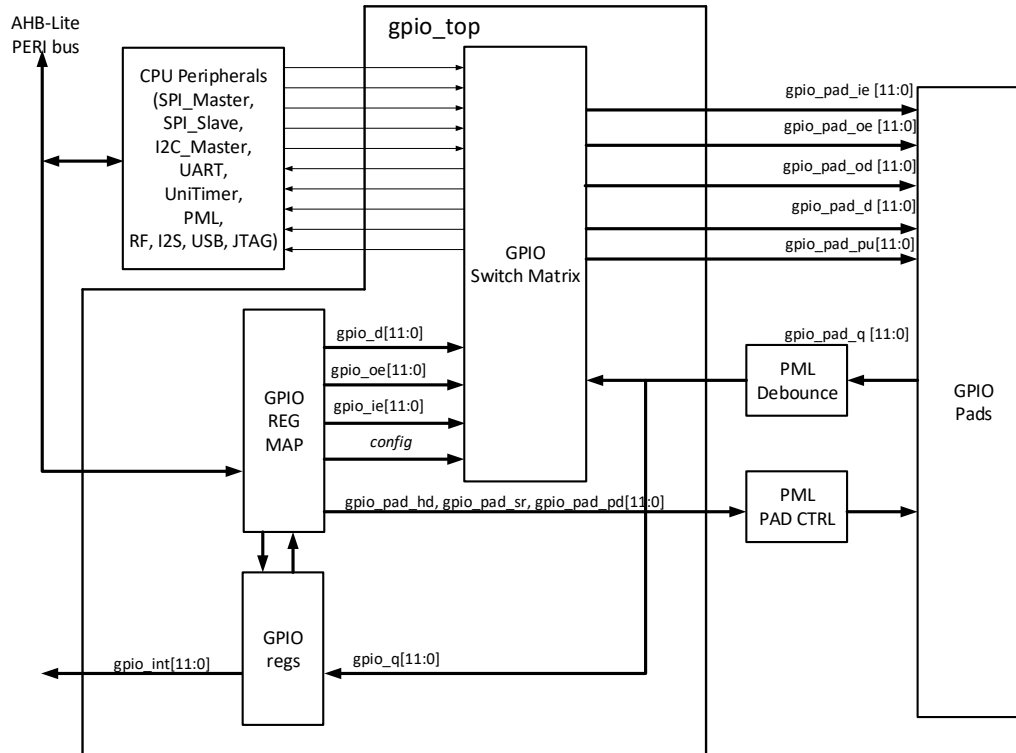 AHB-Lite
PERI bus
gpio_top
CPU Peripherals
(SPI_Master,
SPI_Slave,
I2C_Master,
UART,
UniTimer,
PML,
RF, I2S, USB, JTAG)
GPIO
Switch Matrix
gpio_pad_ie [11:0]
gpio_pad_oe [11:0]
gpio_pad_od [11:0]
gpio_pad_d [11:0]
gpio_pad_pu[11:0]
gpio_pad_q [11:0]
gpio_d[11:0]
gpio_oe[11:0]
gpio_ie[11:0]
config
GPIO
REG
MAP
PML
Debounce
GPIO
Pads
gpio_pad_hd, gpio_pad_sr, gpio_pad_pd[11:0]
PML
PAD CTRL
GPIO
regs
gpio_int[11:0]
gpio_q[11:0]